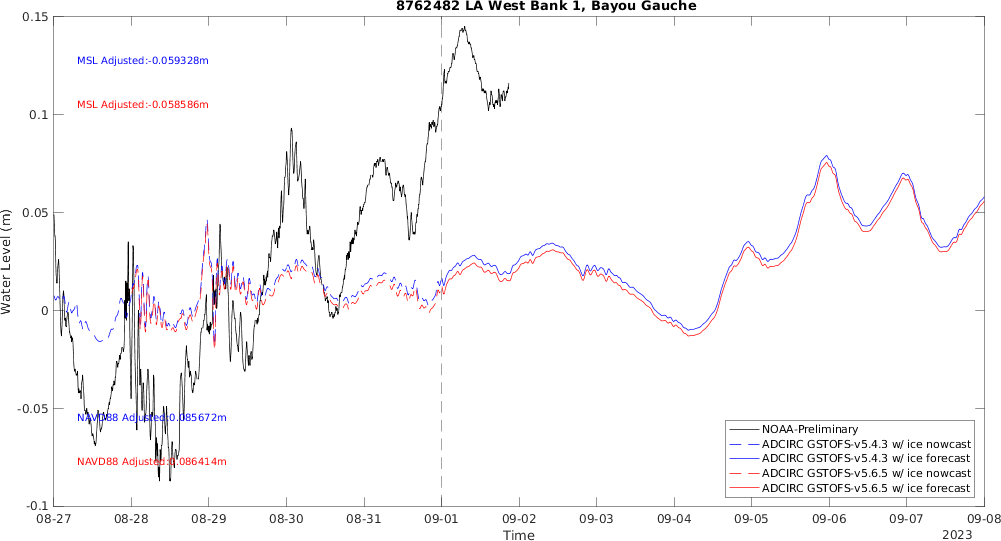 8762482 LA West Bank 1, Bayou Gauche
0.15
0.1
0.05
0
-0.05
-0.1
Water Level (m)
MSL Adjusted:-0.059328m
MSL Adjusted:-0.058586m
NAVD88 Adjusted:0.085672m
NAVD88 Adjusted:0.086414m
NOAA-Preliminary
ADCIRC GSTOFS-v5.4.3 w/ ice nowcast
ADCIRC GSTOFS-v5.4.3 w/ ice forecast
ADCIRC GSTOFS-v5.6.5 w/ ice nowcast
ADCIRC GSTOFS-v5.6.5 w/ ice forecast
08-27 08-28 08-29 08-30 08-31 09-01 09-02 09-03 09-04 09-05 09-06 09-07 09-08
Time
2023